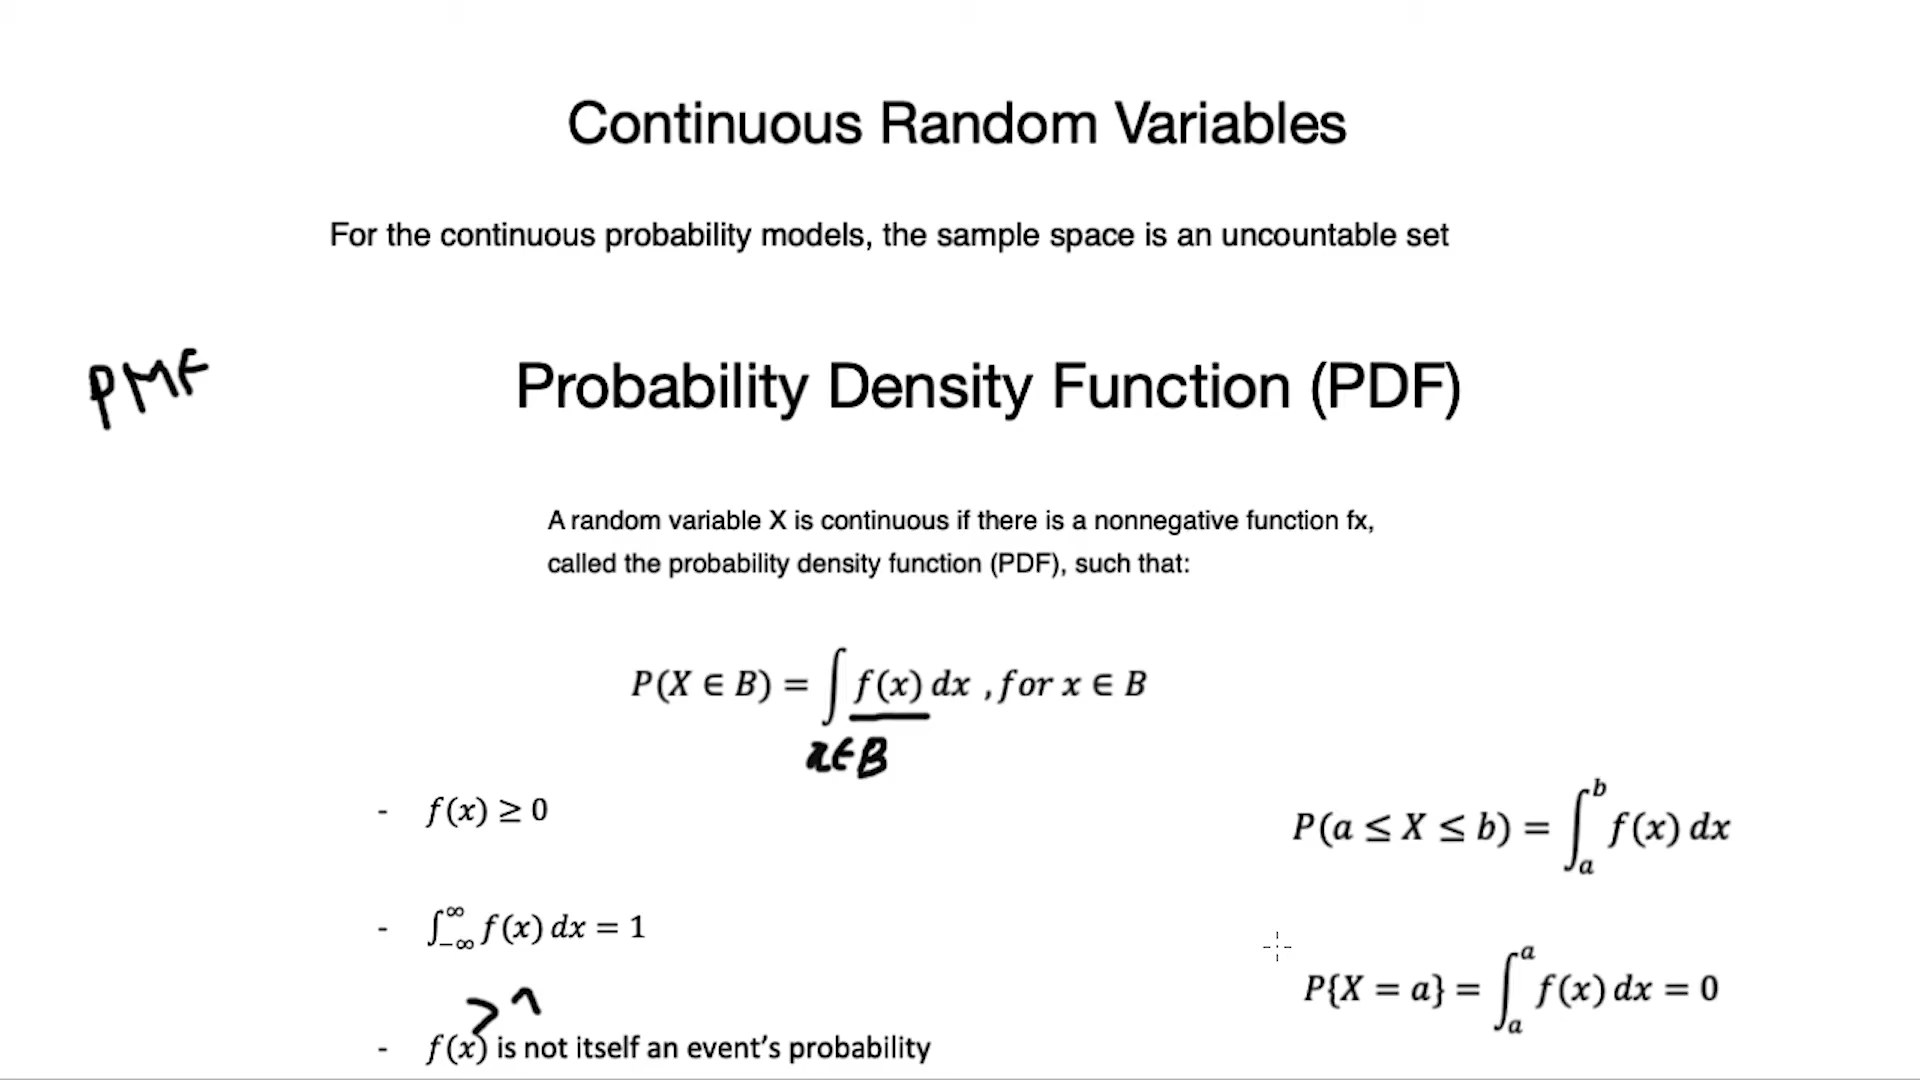 Continuous Random Variables
For the continuous probability models, the sample space is an uncountable set
PMF
Probability Density Function (PDF)
A random variable X is continuous if there is a nonnegative function fx,
called the probability density function (PDF), such that:
P(X ∈ B) = ∫ f(x) dx , for x ∈ B
x∈B
- f(x) ≥ 0
P(a ≤ X ≤ b) = ∫_a^b f(x) dx
- ∫_{-∞}^{∞} f(x) dx = 1
P{X = a} = ∫_a^a f(x) dx = 0
- f(x) is not itself an event's probability